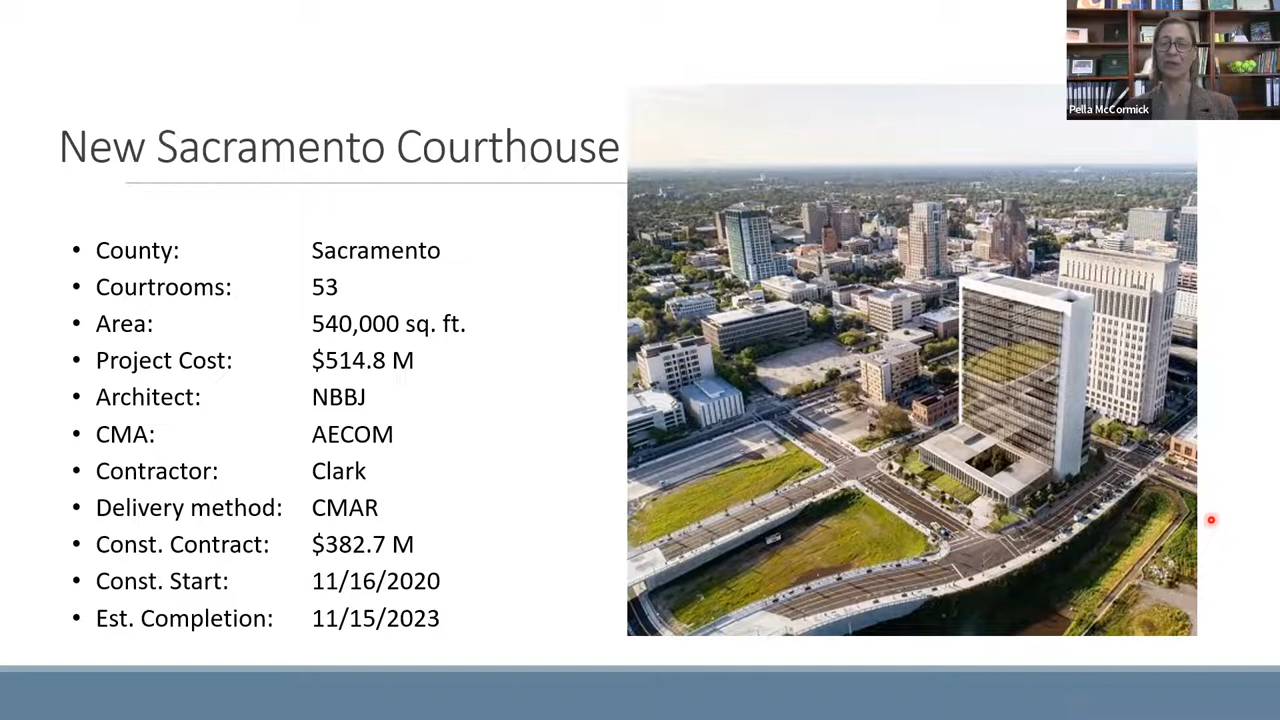 Pella McCormick
New Sacramento Courthouse
• County: Sacramento
• Courtrooms: 53
• Area: 540,000 sq. ft.
• Project Cost: $514.8 M
• Architect: NBBJ
• CMA: AECOM
• Contractor: Clark
• Delivery method: CMAR
• Const. Contract: $382.7 M
• Const. Start: 11/16/2020
• Est. Completion: 11/15/2023